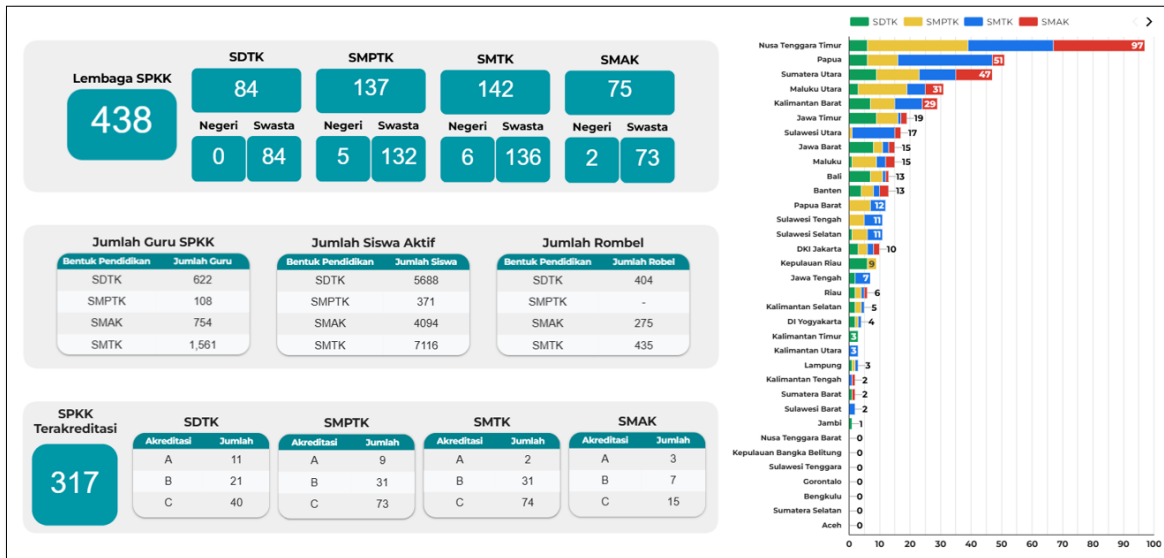 SDTK SMPTK SMTK SMAK
Lembaga SPKK
438
SDTK SMPTK SMTK SMAK
84 137 142 75
Negeri Swasta Negeri Swasta Negeri Swasta Negeri Swasta
0 84 5 132 6 136 2 73
Jumlah Guru SPKK
Bentuk Pendidikan Jumlah Guru
SDTK 622
SMPTK 108
SMAK 754
SMTK 1,561
Jumlah Siswa Aktif
Bentuk Pendidikan Jumlah Siswa
SDTK 5688
SMPTK 371
SMAK 4094
SMTK 7116
Jumlah Rombel
Bentuk Pendidikan Jumlah Robel
SDTK 404
SMPTK -
SMAK 275
SMTK 435
SPKK
Terakreditasi
317
SDTK
Akreditasi Jumlah
A 11
B 21
C 40
SMPTK
Akreditasi Jumlah
A 9
B 31
C 73
SMTK
Akreditasi Jumlah
A 2
B 31
C 74
SMAK
Akreditasi Jumlah
A 3
B 7
C 15
Nusa Tenggara Timur 97
Papua 51
Sumatera Utara 47
Maluku Utara 31
Kalimantan Barat 29
Jawa Timur 19
Sulawesi Utara 17
Jawa Barat 15
Maluku 15
Bali 13
Banten 13
Papua Barat 12
Sulawesi Tengah 11
Sulawesi Selatan 11
DKI Jakarta 10
Kepulauan Riau 9
Jawa Tengah 7
Riau 6
Kalimantan Selatan 5
DI Yogyakarta 4
Kalimantan Timur 3
Kalimantan Utara 3
Lampung 3
Kalimantan Tengah 2
Sumatera Barat 2
Sulawesi Barat 2
Jambi 1
Nusa Tenggara Barat 0
Kepulauan Bangka Belitung 0
Sulawesi Tenggara 0
Gorontalo 0
Bengkulu 0
Sumatera Selatan 0
Aceh 0
0 10 20 30 40 50 60 70 80 90 100